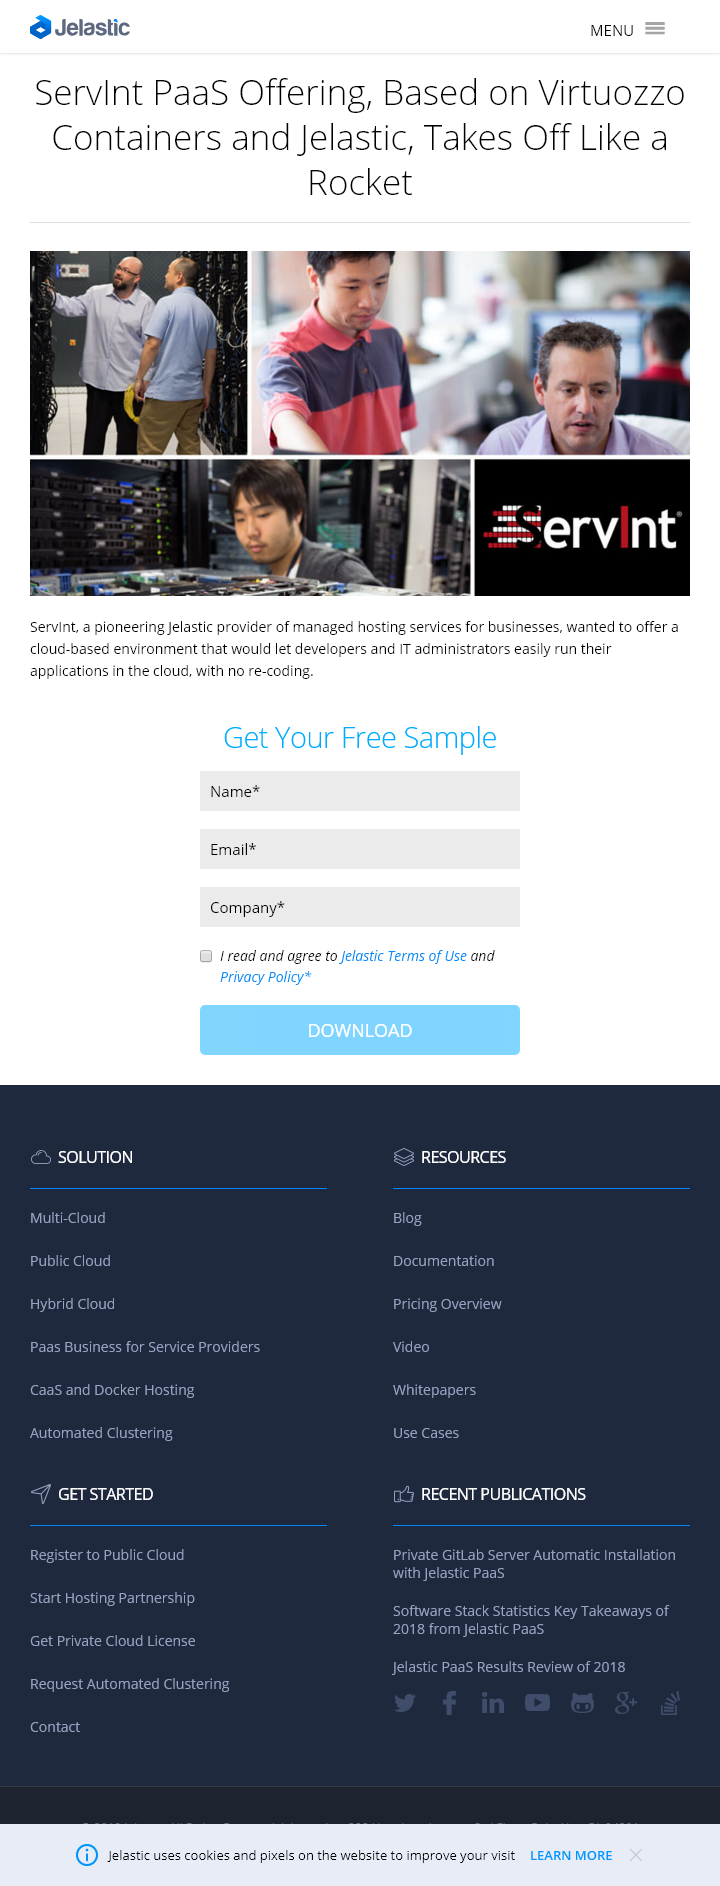 Jelastic
MENU
ServInt PaaS Offering, Based on Virtuozzo
Containers and Jelastic, Takes Off Like a
Rocket
ServInt®
ServInt, a pioneering Jelastic provider of managed hosting services for businesses, wanted to offer a
cloud-based environment that would let developers and IT administrators easily run their
applications in the cloud, with no re-coding.
Get Your Free Sample
Name*
Email*
Company*
I read and agree to Jelastic Terms of Use and
Privacy Policy*
DOWNLOAD
SOLUTION
Multi-Cloud
Public Cloud
Hybrid Cloud
Paas Business for Service Providers
CaaS and Docker Hosting
Automated Clustering
RESOURCES
Blog
Documentation
Pricing Overview
Video
Whitepapers
Use Cases
GET STARTED
Register to Public Cloud
Start Hosting Partnership
Get Private Cloud License
Request Automated Clustering
Contact
RECENT PUBLICATIONS
Private GitLab Server Automatic Installation
with Jelastic PaaS
Software Stack Statistics Key Takeaways of
2018 from Jelastic PaaS
Jelastic PaaS Results Review of 2018
Jelastic uses cookies and pixels on the website to improve your visit LEARN MORE